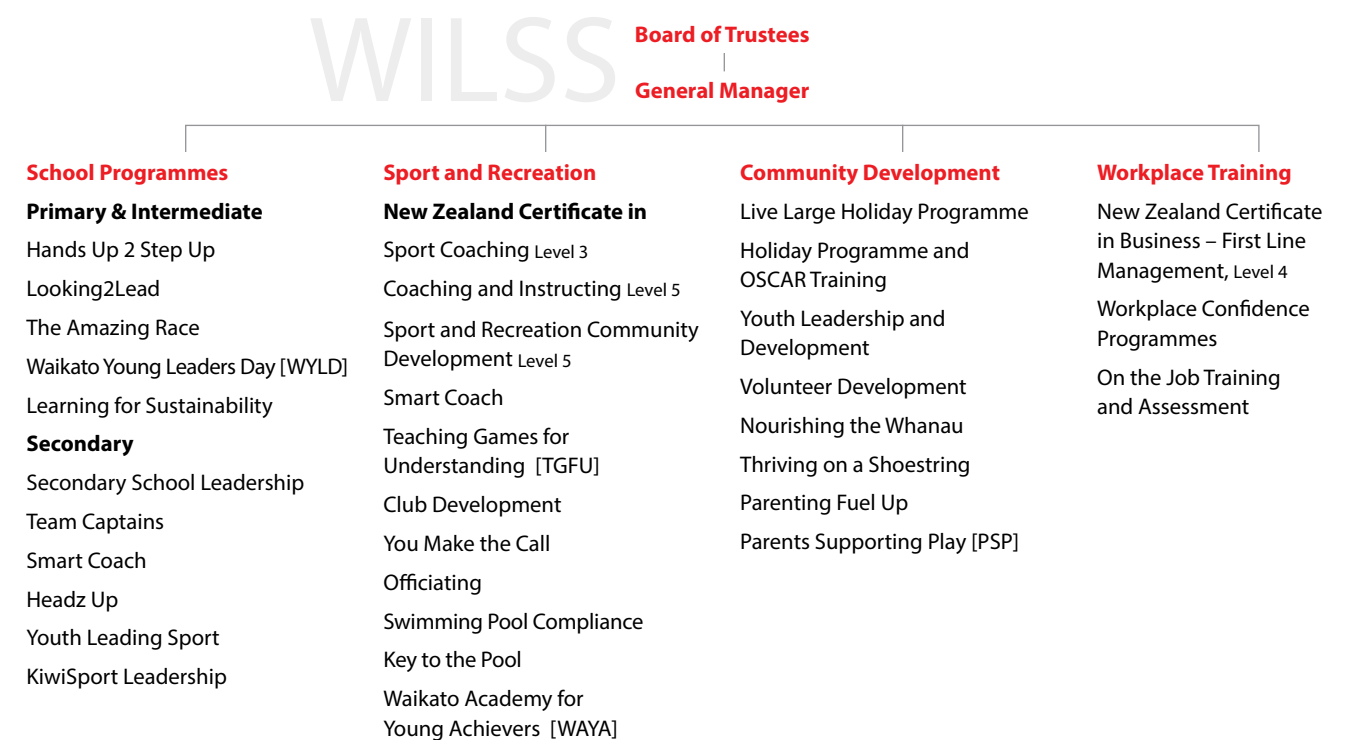 WILSS
Board of Trustees
General Manager
School Programmes
Primary & Intermediate
Hands Up 2 Step Up
Looking2Lead
The Amazing Race
Waikato Young Leaders Day [WYLD]
Learning for Sustainability
Secondary
Secondary School Leadership
Team Captains
Smart Coach
Headz Up
Youth Leading Sport
KiwiSport Leadership
Sport and Recreation
New Zealand Certificate in
Sport Coaching Level 3
Coaching and Instructing Level 5
Sport and Recreation Community
Development Level 5
Smart Coach
Teaching Games for
Understanding [TGFU]
Club Development
You Make the Call
Officiating
Swimming Pool Compliance
Key to the Pool
Waikato Academy for
Young Achievers [WAYA]
Community Development
Live Large Holiday Programme
Holiday Programme and
OSCAR Training
Youth Leadership and
Development
Volunteer Development
Nourishing the Whanau
Thriving on a Shoestring
Parenting Fuel Up
Parents Supporting Play [PSP]
Workplace Training
New Zealand Certificate
in Business – First Line
Management, Level 4
Workplace Confidence
Programmes
On the Job Training
and Assessment